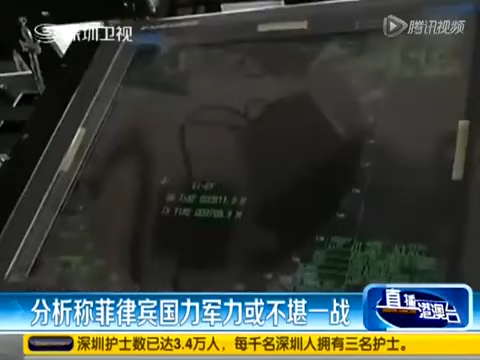 深圳卫视
腾讯视频
分析称菲律宾国力军力或不堪一战
直播港澳台
深圳护士数已达3.4万人，每千名深圳人拥有三名护士。